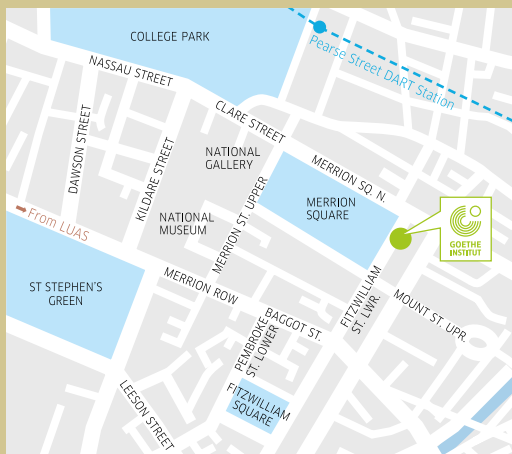 COLLEGE PARK
Pearse Street DART Station
NASSAU STREET
CLARE STREET
DAWSON STREET
KILDARE STREET
NATIONAL
GALLERY
MERRION SQ. N.
MERRION
SQUARE
MERRION ST. UPPER
From LUAS
NATIONAL
MUSEUM
GOETHE
INSTITUT
ST STEPHEN'S
GREEN
MERRION ROW
BAGGOT ST.
FITZWILLIAM
ST. LWR.
MOUNT ST. UPR.
PEMBROKE
ST. LOWER
FITZWILLIAM
SQUARE
LEESON STREET